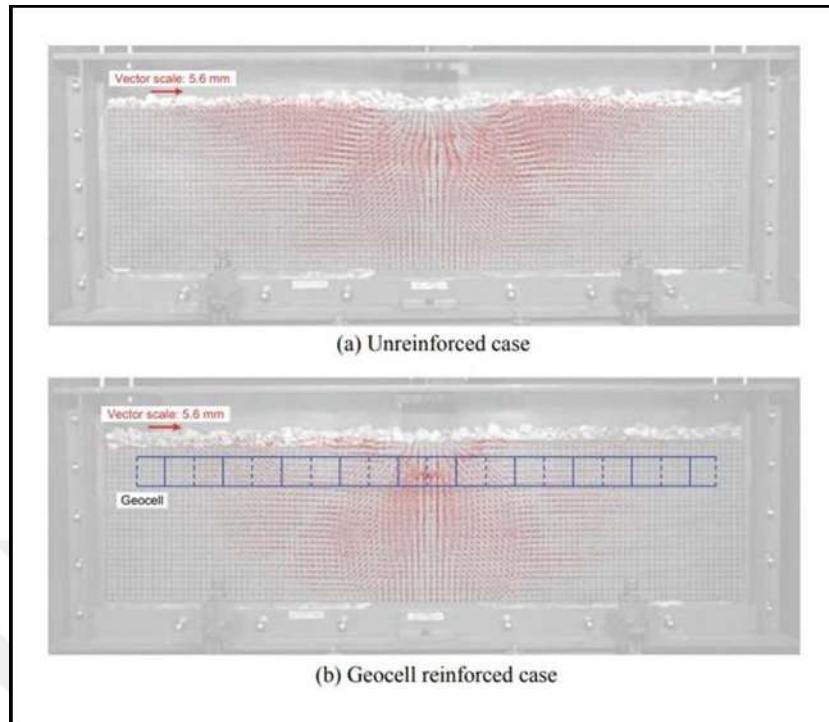 Vector scale: 5.6 mm
(a) Unreinforced case
Vector scale: 5.6 mm
Geocell
(b) Geocell reinforced case